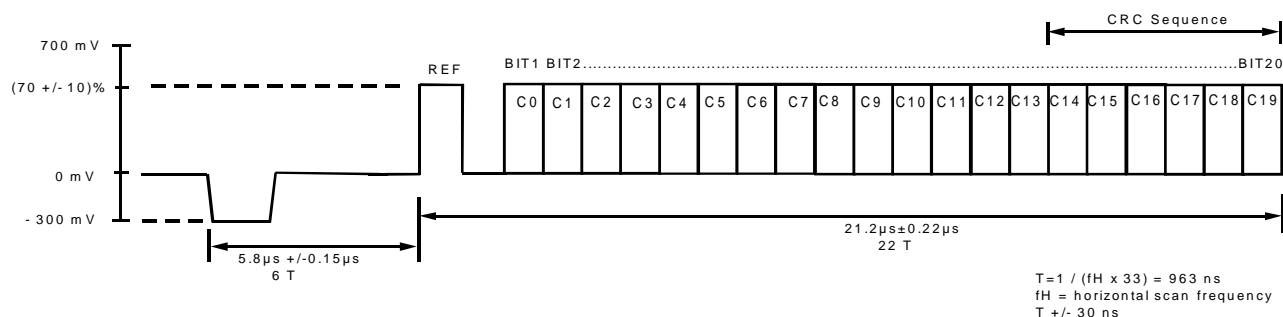 CRC Sequence
700 mV
REF
BIT1 BIT2..........................................................................BIT20
(70 +/- 10)%
C0 C1 C2 C3 C4 C5 C6 C7 C8 C9 C10 C11 C12 C13 C14 C15 C16 C17 C18 C19
0 mV
- 300 mV
21.2µs±0.22µs
22 T
5.8µs +/-0.15µs
6 T
T=1 / (fH x 33) = 963 ns
fH = horizontal scan frequency
T +/- 30 ns